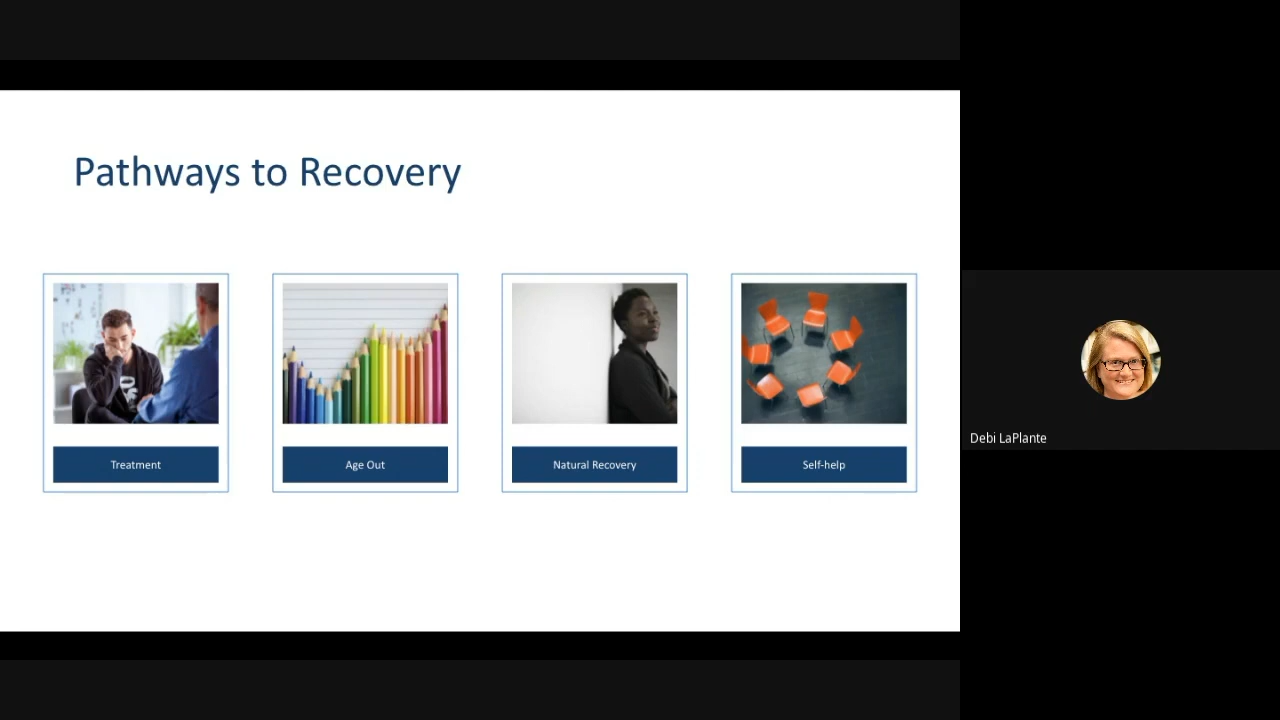 Pathways to Recovery
Treatment
Age Out
Natural Recovery
Self-help
Debi LaPlante